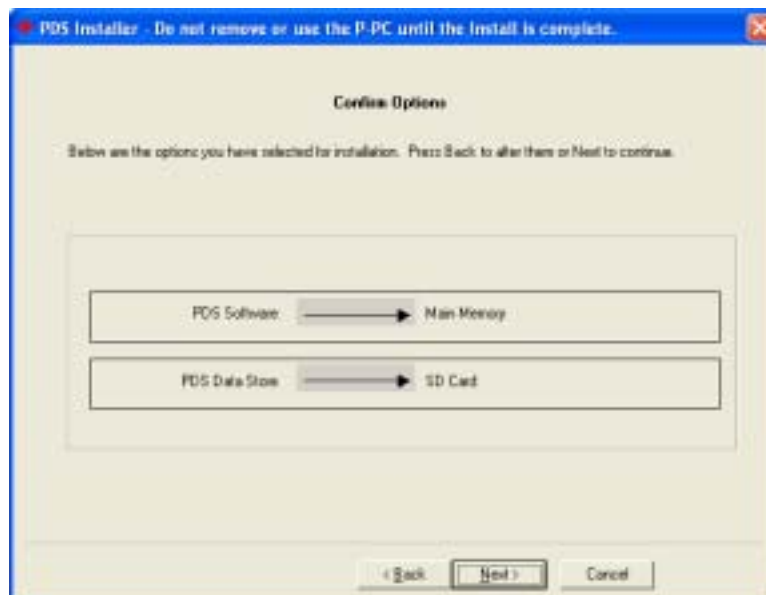 PDS Installer - Do not remove or use the P-PC until the Install is complete.
Confirm Options
Below are the options you have selected for installation. Press Back to alter them or Next to continue.
PDS Software Main Memory
PDS Data Store SD Card
< Back Next > Cancel